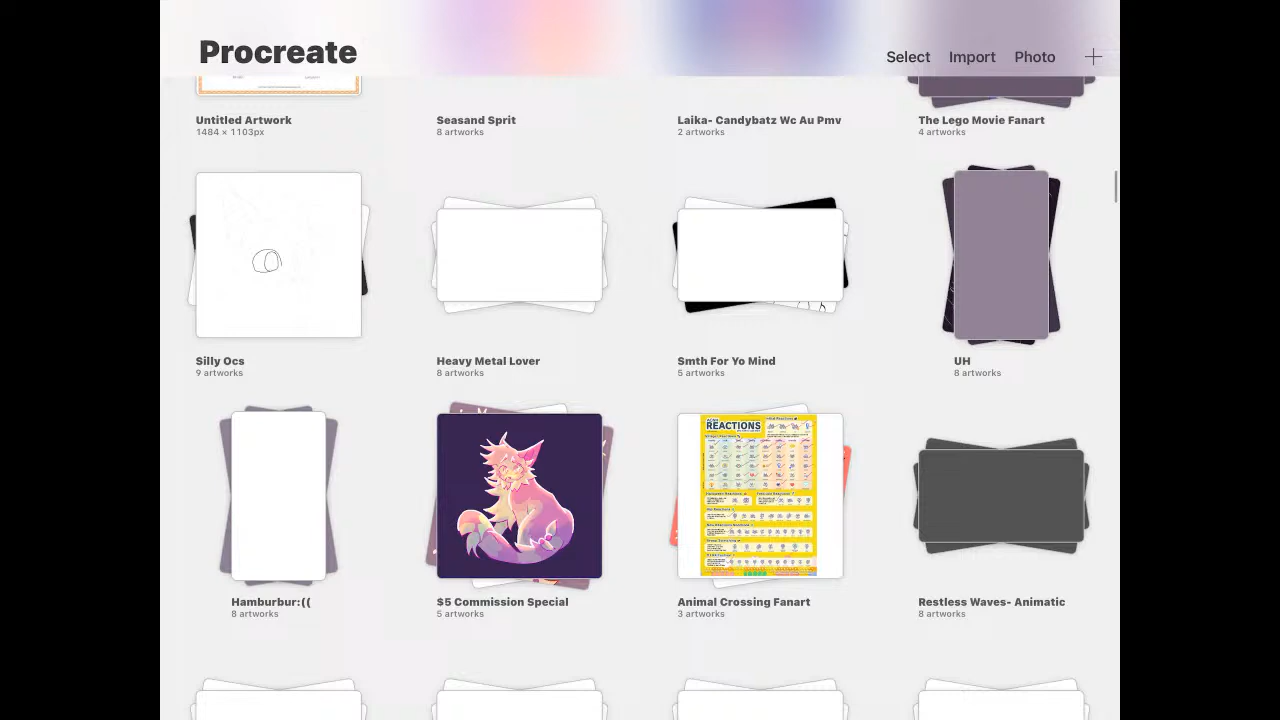 Procreate
Select Import Photo
Untitled Artwork
1484 × 1103px
Seasand Sprit
8 artworks
Laika- Candybatz Wc Au Pmv
2 artworks
The Lego Movie Fanart
4 artworks
Silly Ocs
9 artworks
Heavy Metal Lover
8 artworks
Smth For Yo Mind
5 artworks
UH
8 artworks
REACTIONS
Hamburbur:((
8 artworks
$5 Commission Special
5 artworks
Animal Crossing Fanart
3 artworks
Restless Waves- Animatic
8 artworks